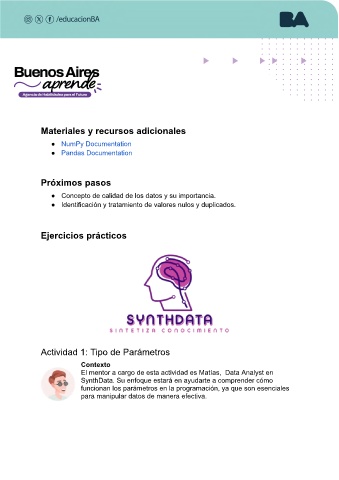 /educacionBA
BA
Buenos Aires
aprende
Agencia de Habilidades para el Futuro
Materiales y recursos adicionales
● NumPy Documentation
● Pandas Documentation
Próximos pasos
● Concepto de calidad de los datos y su importancia.
● Identificación y tratamiento de valores nulos y duplicados.
Ejercicios prácticos
SYNTHDATA
SINTETIZA CONOCIMIENTO
Actividad 1: Tipo de Parámetros
Contexto
El mentor a cargo de esta actividad es Matías, Data Analyst en
SynthData. Su enfoque estará en ayudarte a comprender cómo
funcionan los parámetros en la programación, ya que son esenciales
para manipular datos de manera efectiva.